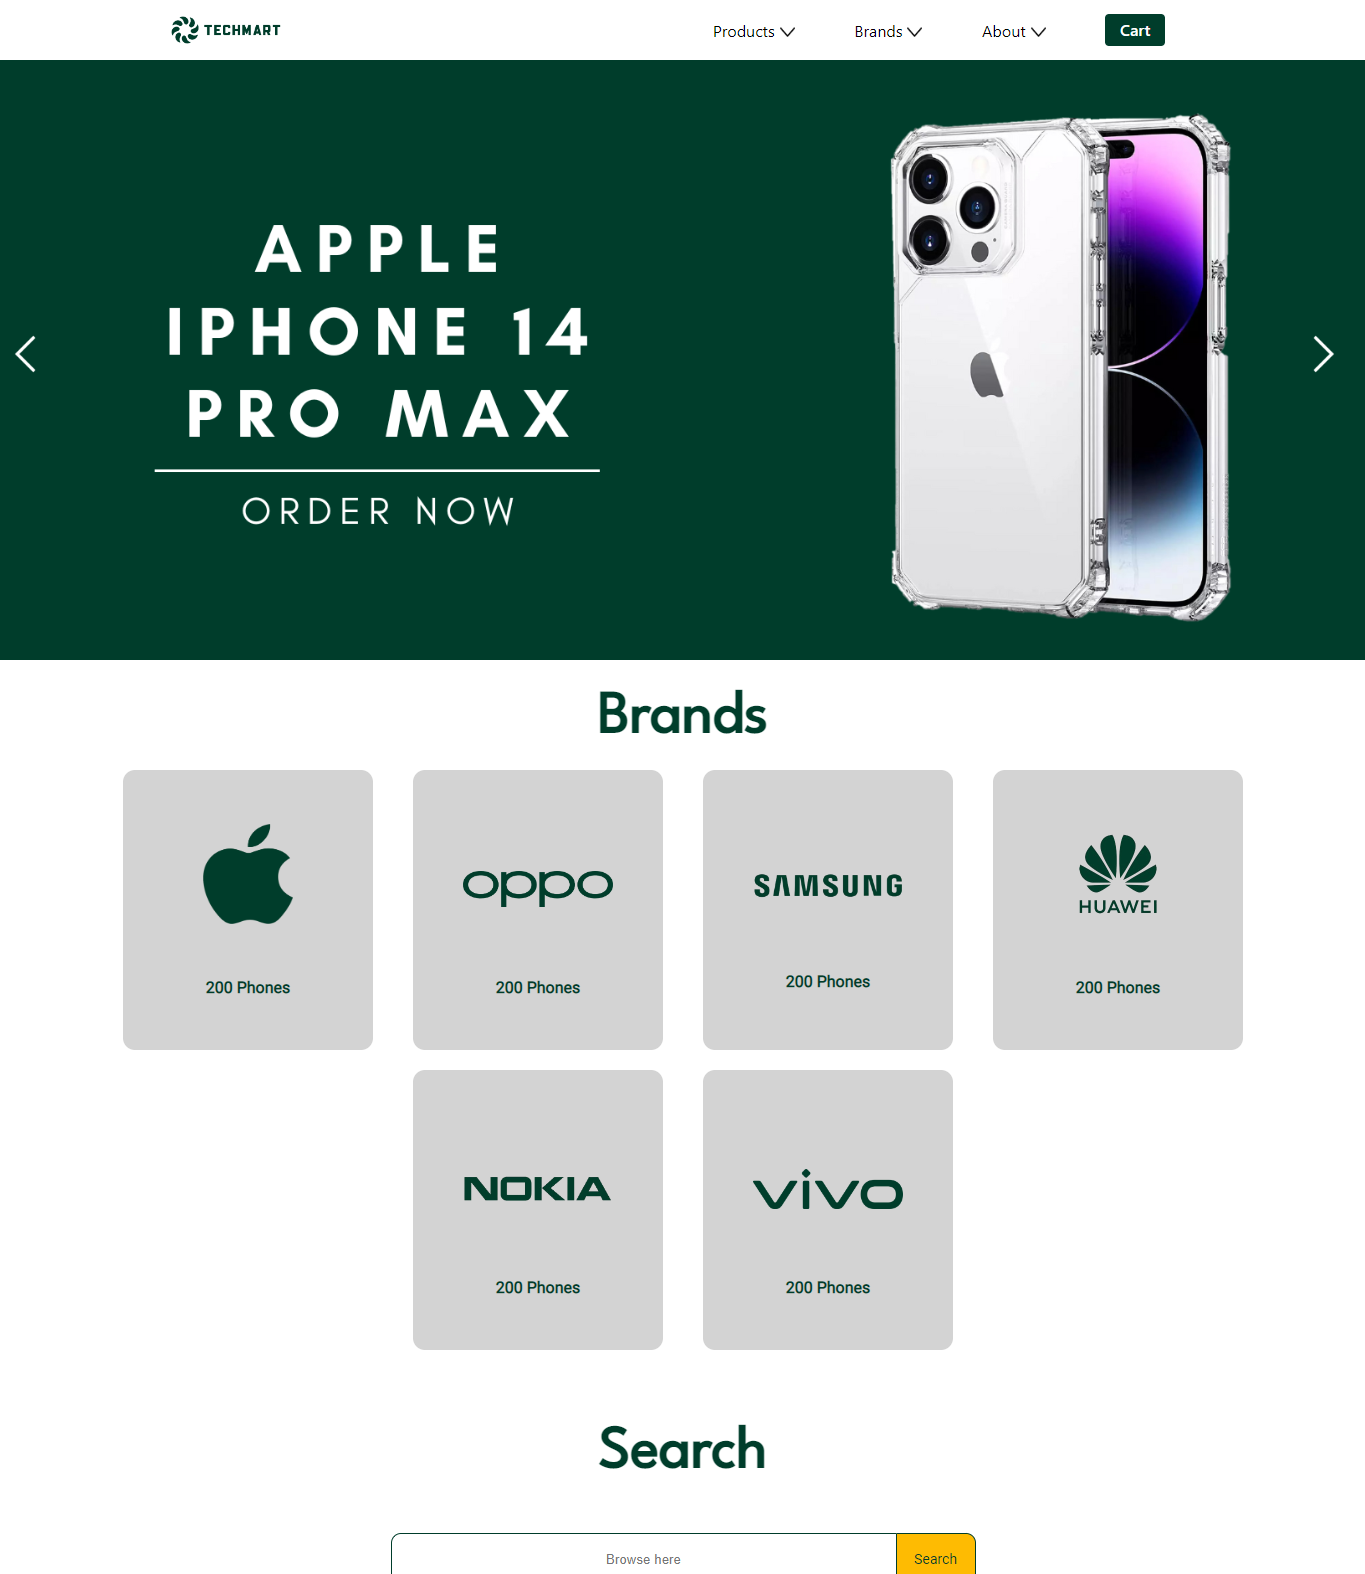 TECHMART
Products
Brands
About
Cart
APPLE
IPHONE 14
PRO MAX
ORDER NOW
Brands
200 Phones
oppo
200 Phones
SAMSUNG
200 Phones
HUAWEI
200 Phones
NOKIA
200 Phones
vivo
200 Phones
Search
Browse here
Search